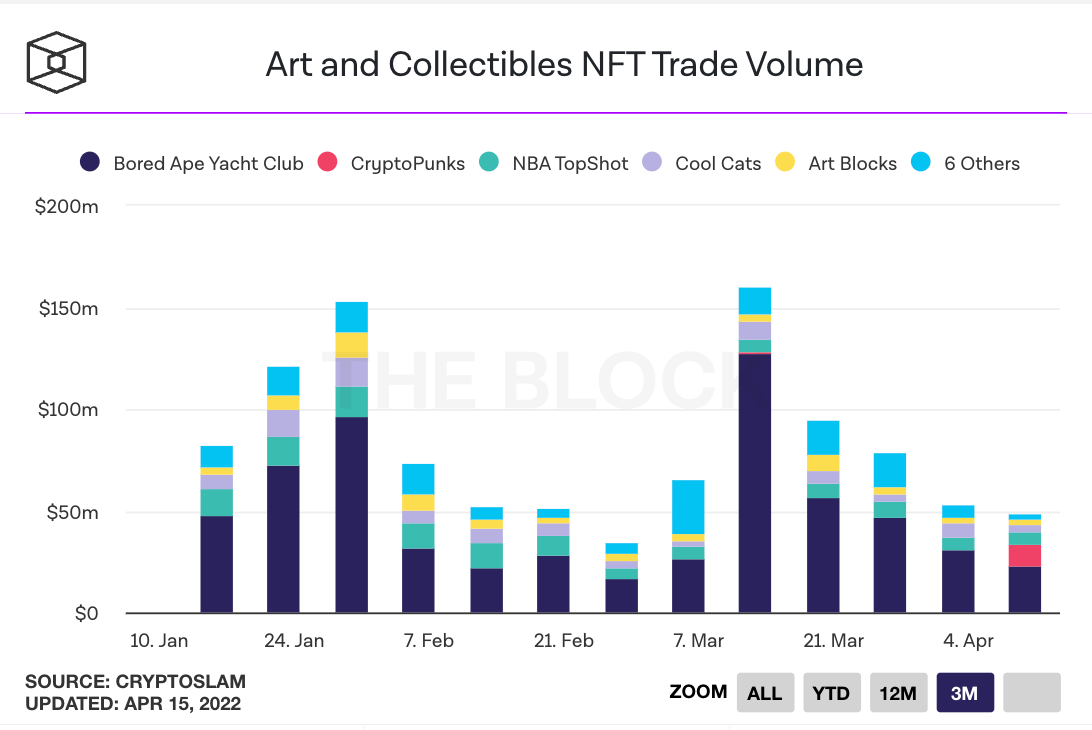 Art and Collectibles NFT Trade Volume
Bored Ape Yacht Club CryptoPunks NBA TopShot Cool Cats Art Blocks 6 Others
$200m
$150m
THE BLOCK
$100m
$50m
$0
10. Jan 24. Jan 7. Feb 21. Feb 7. Mar 21. Mar 4. Apr
SOURCE: CRYPTOSLAM
UPDATED: APR 15, 2022
ZOOM ALL YTD 12M 3M